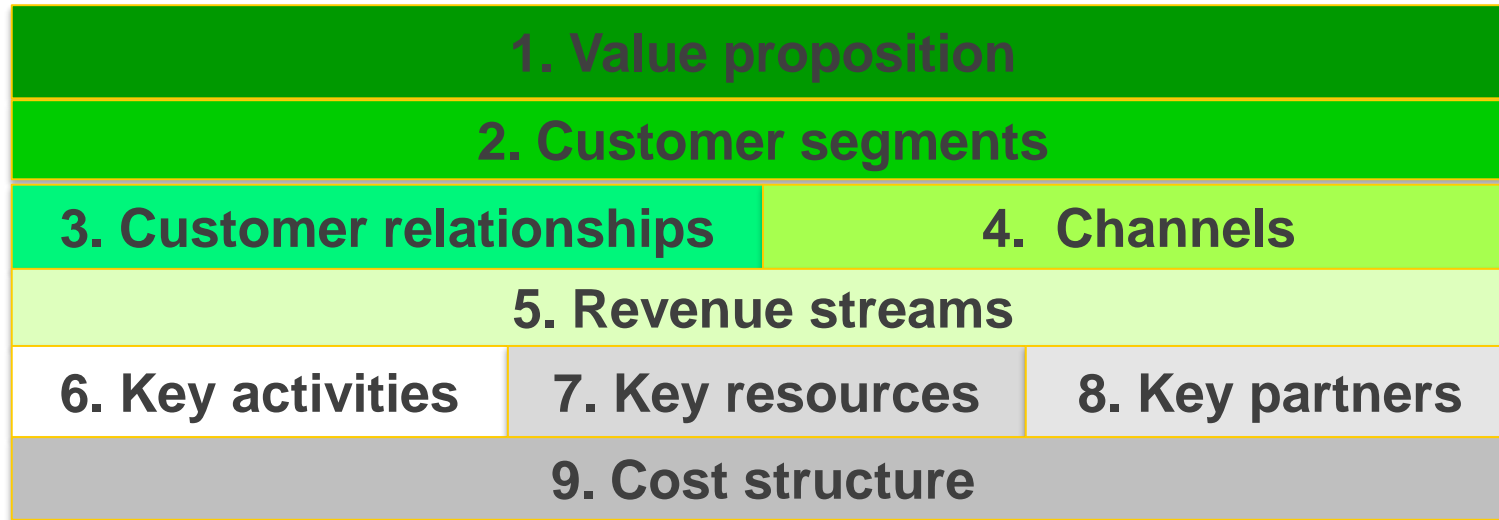 1. Value proposition
2. Customer segments
3. Customer relationships
4. Channels
5. Revenue streams
6. Key activities
7. Key resources
8. Key partners
9. Cost structure